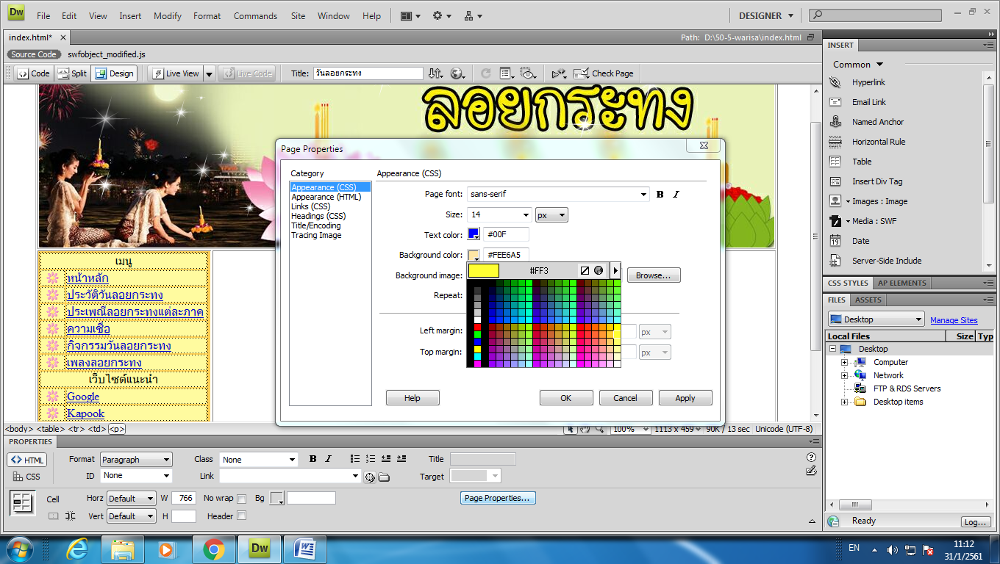 Dw File Edit View Insert Modify Format Commands Site Window Help DESIGNER
index.html* Path: D:\50-5-warisa\index.html
Source Code swfobject_modified.js
Code Split Design Live View Live Code Title: วันลอยกระทง Check Page
ลอยกระทง
เมนู
หน้าหลัก
ประวัติวันลอยกระทง
ประเพณีลอยกระทงแต่ละภาค
ความเชื่อ
กิจกรรมวันลอยกระทง
เพลงลอยกระทง
เว็บไซต์แนะนำ
Google
Kapook
Page Properties
Category
Appearance (CSS)
Appearance (HTML)
Links (CSS)
Headings (CSS)
Title/Encoding
Tracing Image
Appearance (CSS)
Page font: sans-serif B I
Size: 14 px
Text color: #00F
Background color: #FEE6A5
#FF3
Background image: Browse...
Repeat:
Left margin: px
Top margin: px
Help OK Cancel Apply
<body> <table> <tr> <td> <p> 100% 1113 x 459 90K / 13 sec Unicode (UTF-8)
PROPERTIES
HTML Format Paragraph Class None B I Title
CSS ID None Link Target
Cell Horz Default W 766 No wrap Bg Page Properties...
Vert Default H Header
INSERT
Common
Hyperlink
Email Link
Named Anchor
Horizontal Rule
Table
Insert Div Tag
Images : Image
Media : SWF
Date
Server-Side Include
CSS STYLES AP ELEMENTS
FILES ASSETS
Desktop Manage Sites
Local Files Size Typ
Desktop
Computer
Network
FTP & RDS Servers
Desktop items
Ready Log...
Dw W EN 11:12
31/1/2561